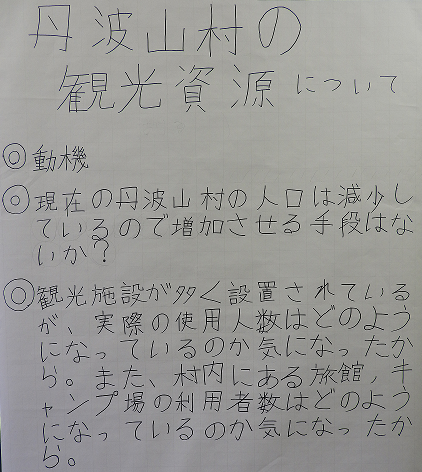 丹波山村の
観光資源について
◎動機
◎現在の丹波山村の人口は減少し
ているので増加させる手段はな
いか?
◎観光施設が多く設置されている
が、実際の使用人数はどのよう
になっているのか気になったか
ら。また、村内にある旅館，キ
ャンプ場の利用者数はどのよう
になっているのか気になったか
ら。